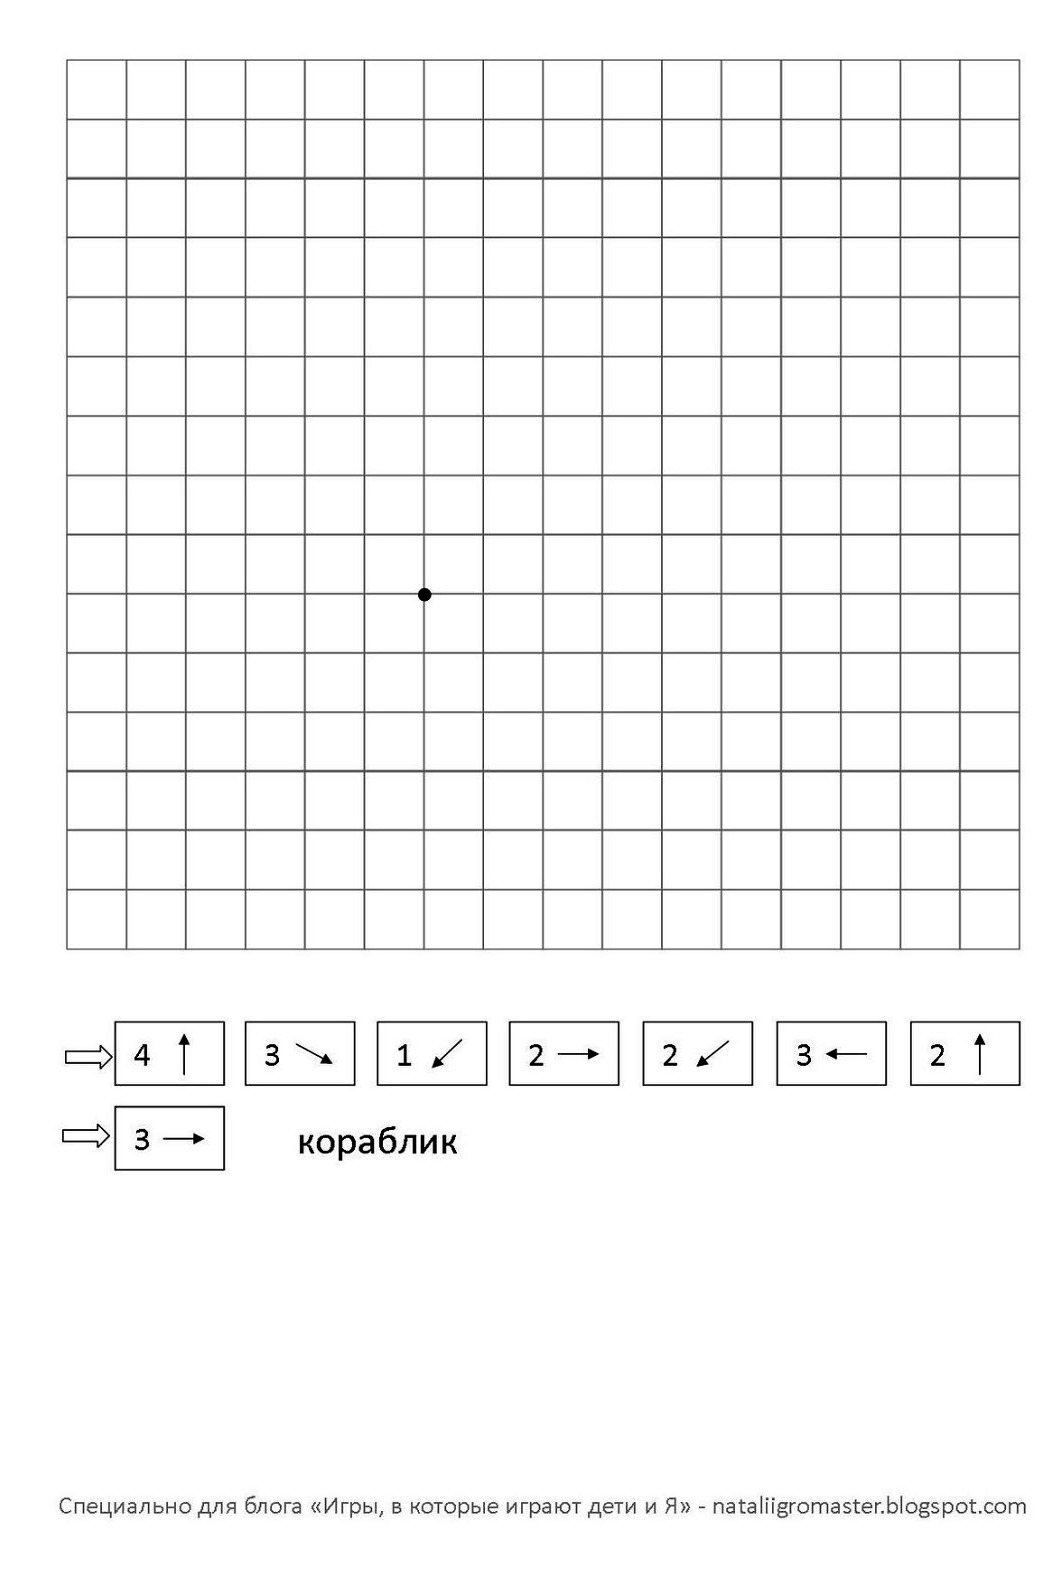 4 ↑ 3 ↘ 1 ↙ 2 → 2 ↙ 3 ← 2 ↑
3 → кораблик
Специально для блога «Игры, в которые играют дети и Я» - nataliigromaster.blogspot.com